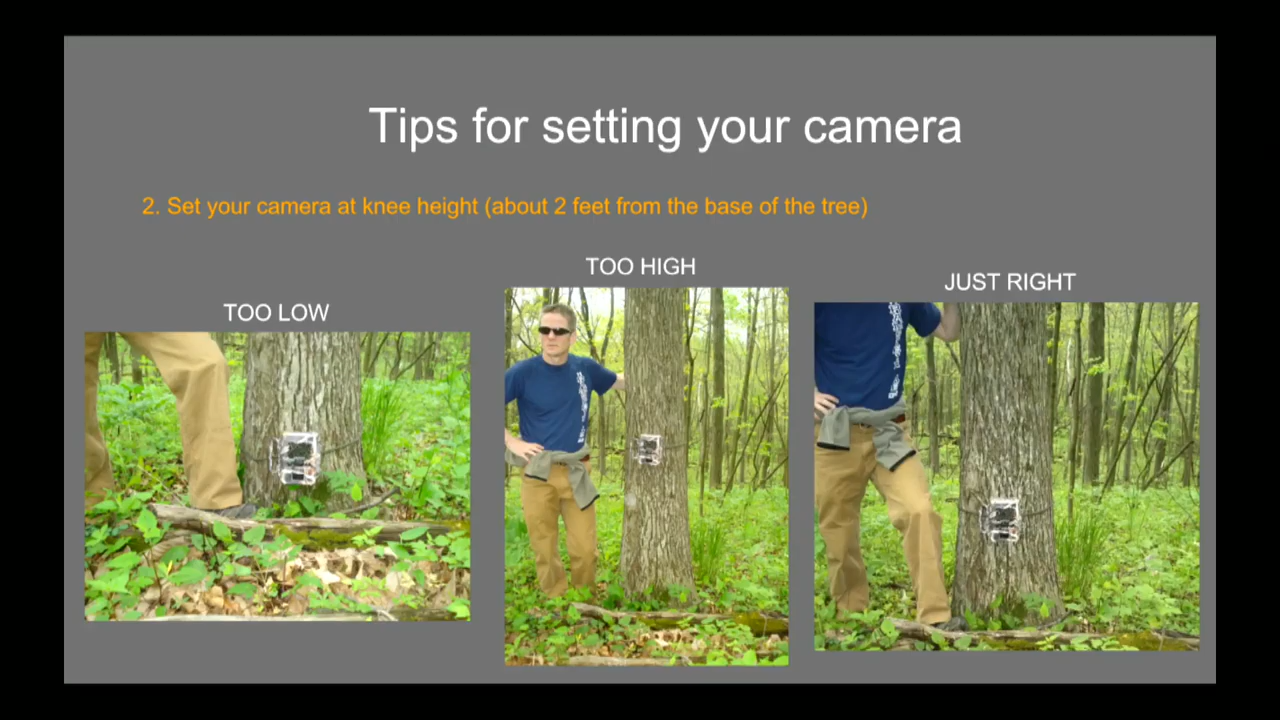 Tips for setting your camera
2. Set your camera at knee height (about 2 feet from the base of the tree)
TOO LOW
TOO HIGH
JUST RIGHT